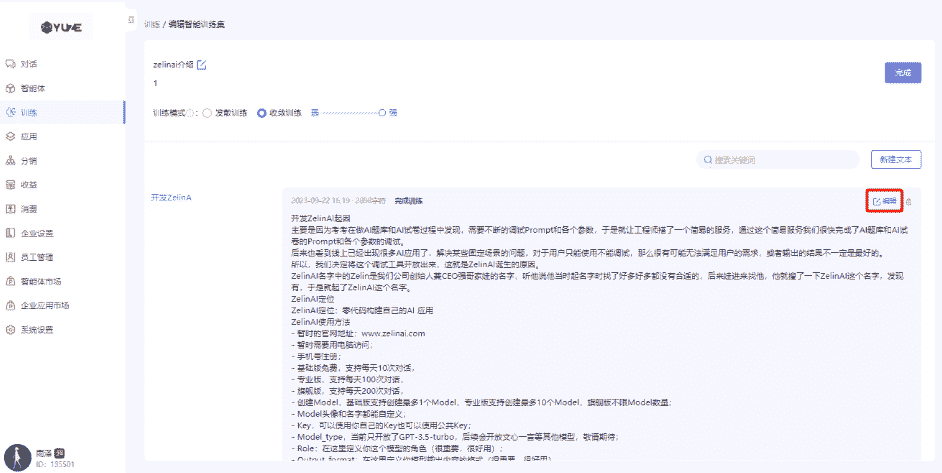 训练 / 编辑智能训练集
对话
智能体
训练
应用
分销
收益
消费
企业设置
员工管理
智能体市场
企业应用市场
系统设置
雨泽
ID: 135501
zelinai介绍
1
完成
训练模式
发散训练
收敛训练
强
搜索关键词
新建文本
开发ZelinA
2023-09-22 16:19 · 2858字符 完成训练
编辑
开发ZelinAI起因
主要是因为考考在做AI题库和AI试卷过程中发现，需要不断的调试Prompt和各个参数，于是就让工程师搭了一个简易的服务，通过这个简易服务我们很快完成了AI题库和AI试
卷的Prompt和各个参数的调试。
后来也看到线上已经出现很多AI应用了，解决某些固定场景的问题，对于用户只能使用不能调试，那么很有可能无法满足用户的需求，或者输出的结果不一定是最好的。
所以，我们决定将这个调试工具开放出来，这就是ZelinAI诞生的原因。
ZelinAI名字中的Zelin是我们公司创始人兼CEO强哥家娃的名字，听他说他当时起名字时找了好多好多都没有合适的，后来娃进来找他，他就瞄了一下ZelinAI这个名字，发现
有，于是就起了ZelinAI这个名字。
ZelinAI定位
ZelinAI定位：零代码构建自己的AI 应用
ZelinAI使用方法
- 暂时的官网地址：www.zelinai.com
- 暂时需要用电脑访问；
- 手机号注册；
- 基础版免费，支持每天10次对话，
- 专业版，支持每天100次对话，
- 旗舰版，支持每天200次对话，
- 创建Model，基础版支持创建最多1个Model，专业版支持创建最多10个Model，旗舰版不限Model数量；
- Model头像和名字都能自定义；
- Key，可以使用你自己的Key也可以使用公共Key；
- Model_type，当前只开放了GPT-3.5-turbo，后续会开放文心一言等其他模型，敬请期待；
- Role：在这里定义你这个模型的角色（很重要，很好用）